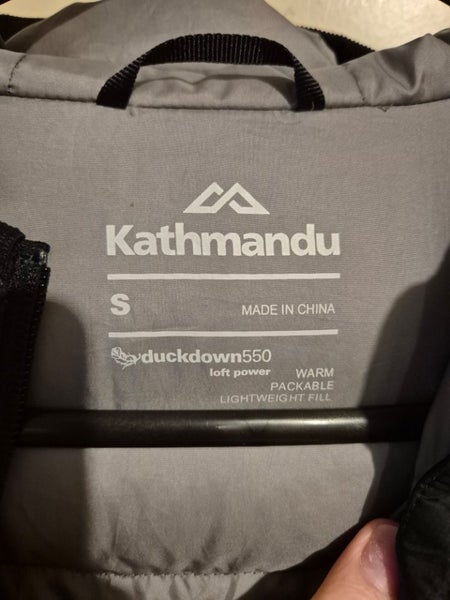 Kathmandu
S MADE IN CHINA
duckdown550
loft power
WARM
PACKABLE
LIGHTWEIGHT FILL